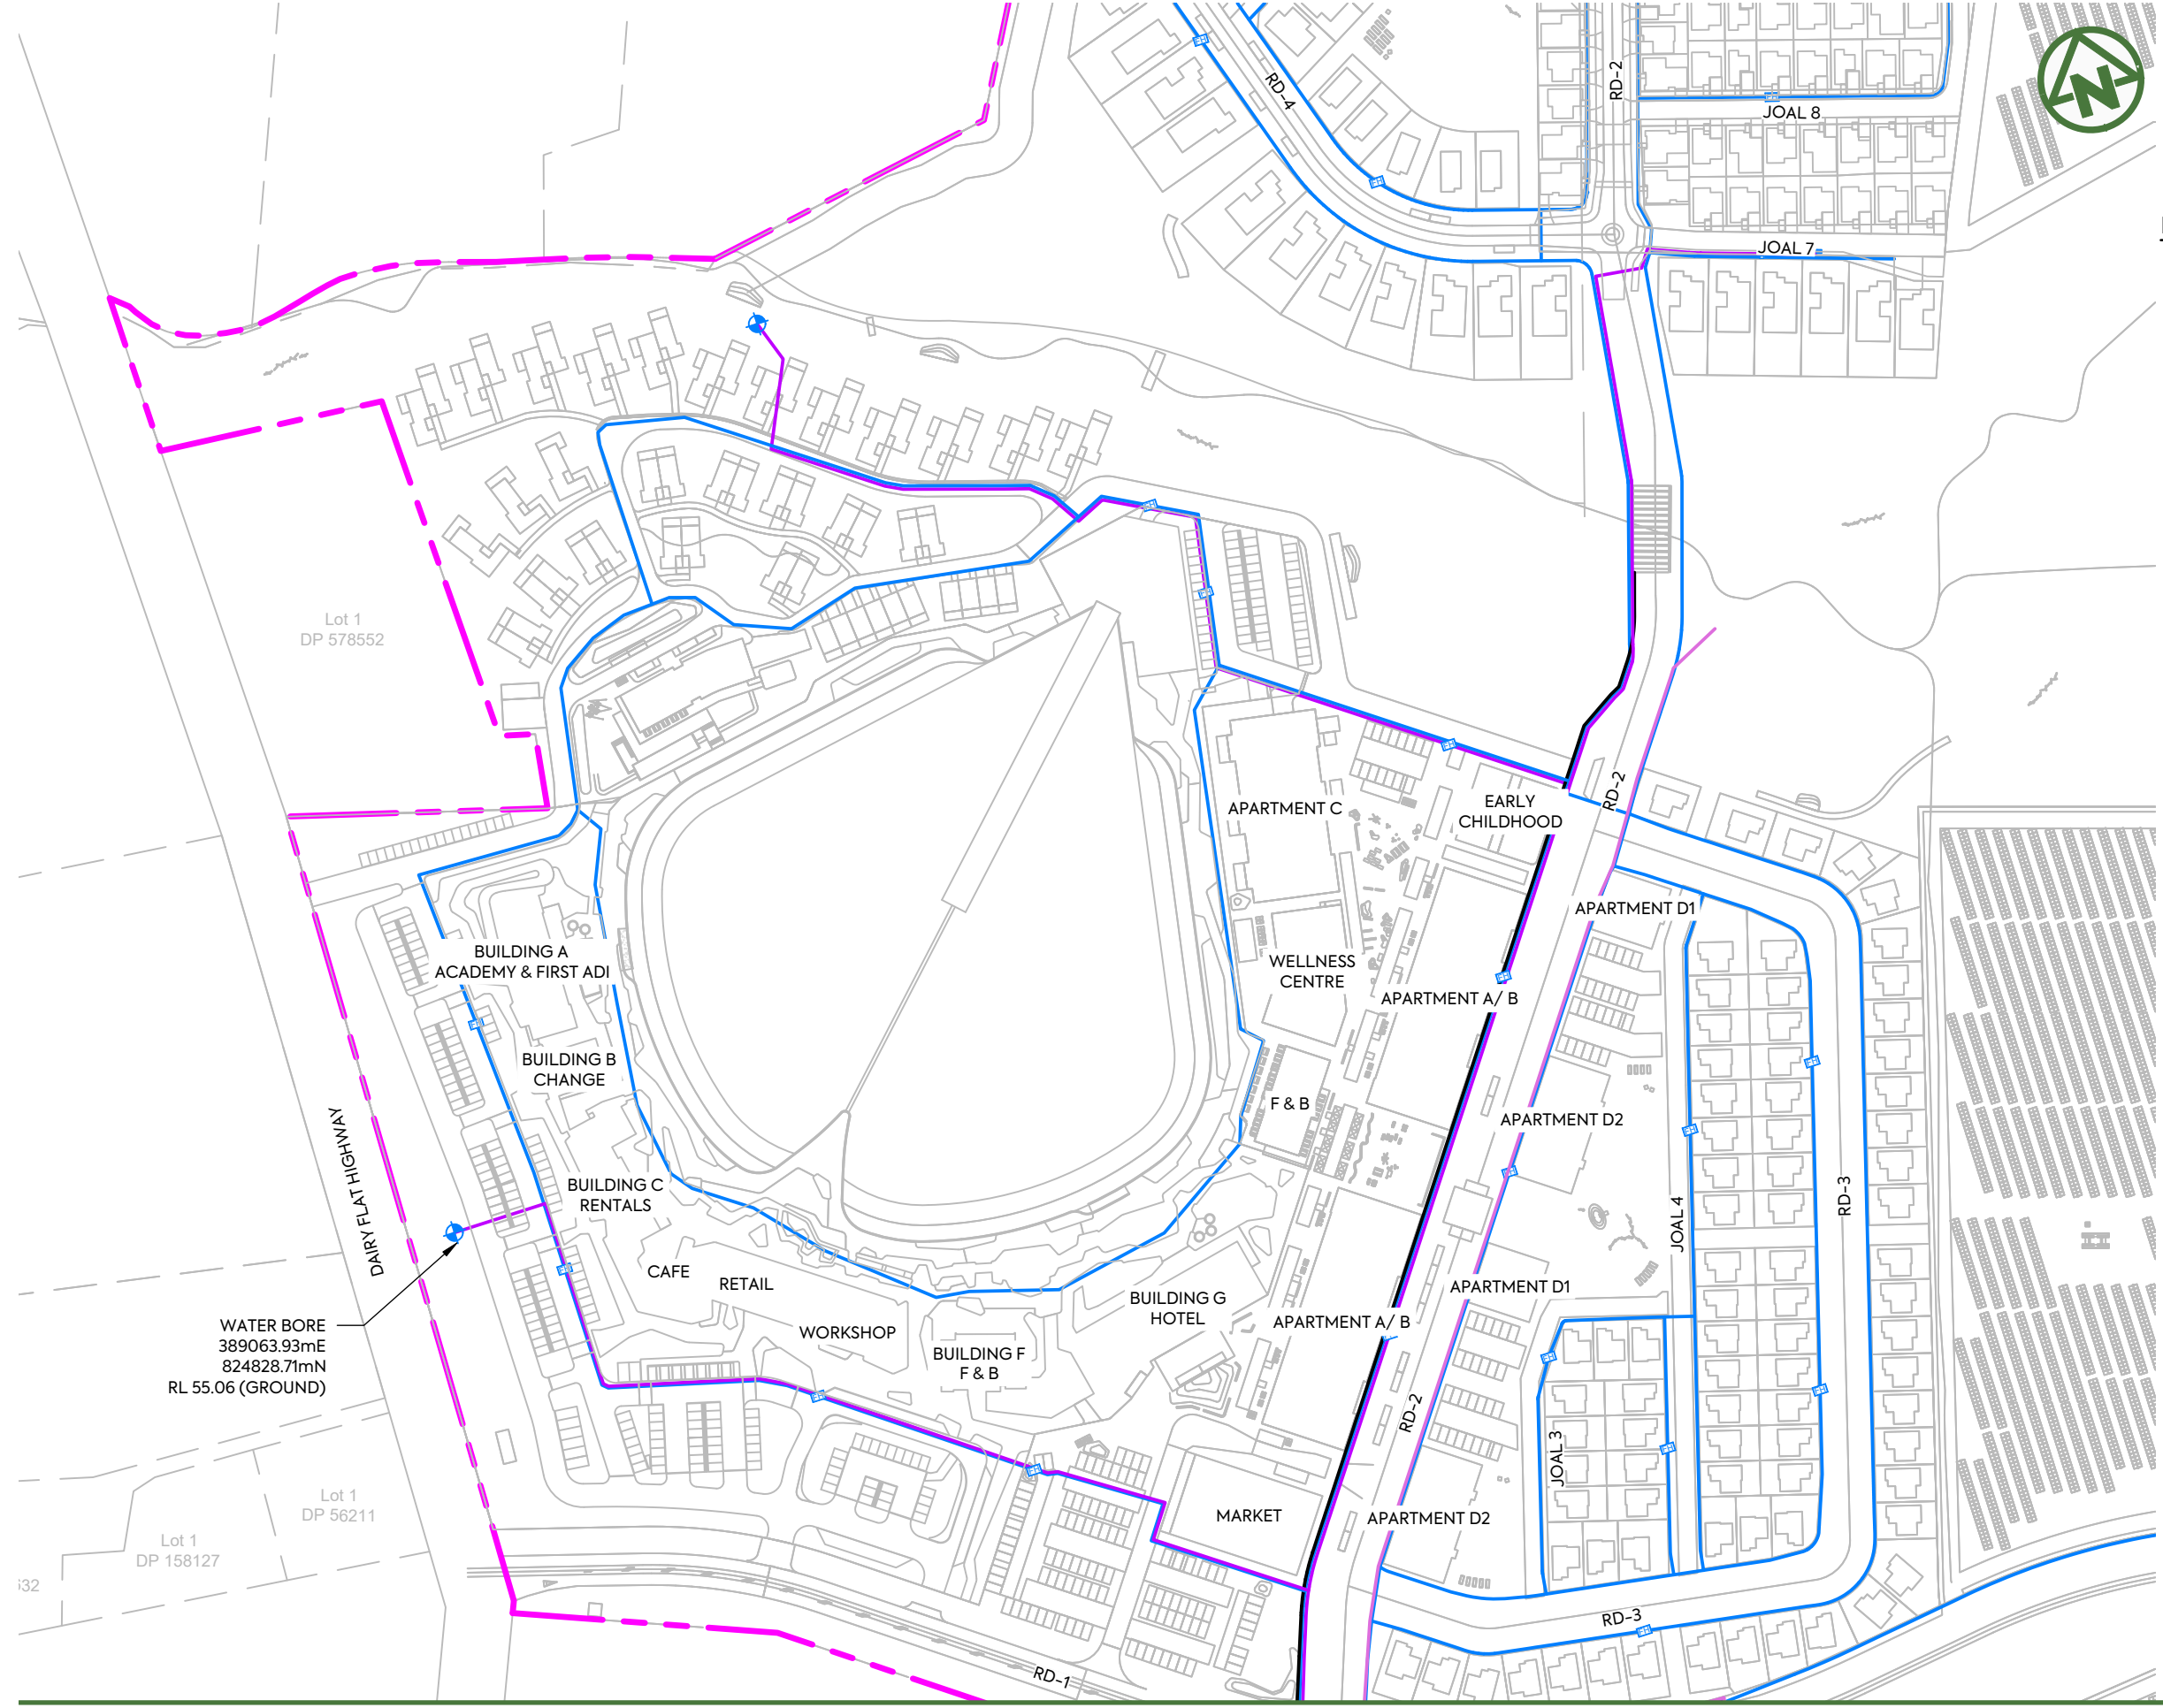 RD-4
RD-2
JOAL 8
N
JOAL 7
Lot 1
DP 578552
RD-2
APARTMENT C
EARLY
CHILDHOOD
APARTMENT D1
BUILDING A
ACADEMY & FIRST ADI
WELLNESS
CENTRE
APARTMENT A/ B
BUILDING B
CHANGE
F & B
APARTMENT D2
DAIRY FLAT HIGHWAY
BUILDING C
RENTALS
JOAL 4
RD-3
CAFE
RETAIL
APARTMENT D1
BUILDING G
HOTEL
WATER BORE
389063.93mE
824828.71mN
RL 55.06 (GROUND)
WORKSHOP
APARTMENT A/ B
BUILDING F
F & B
RD-2
JOAL 3
Lot 1
DP 56211
MARKET
APARTMENT D2
Lot 1
DP 158127
RD-3
RD-1